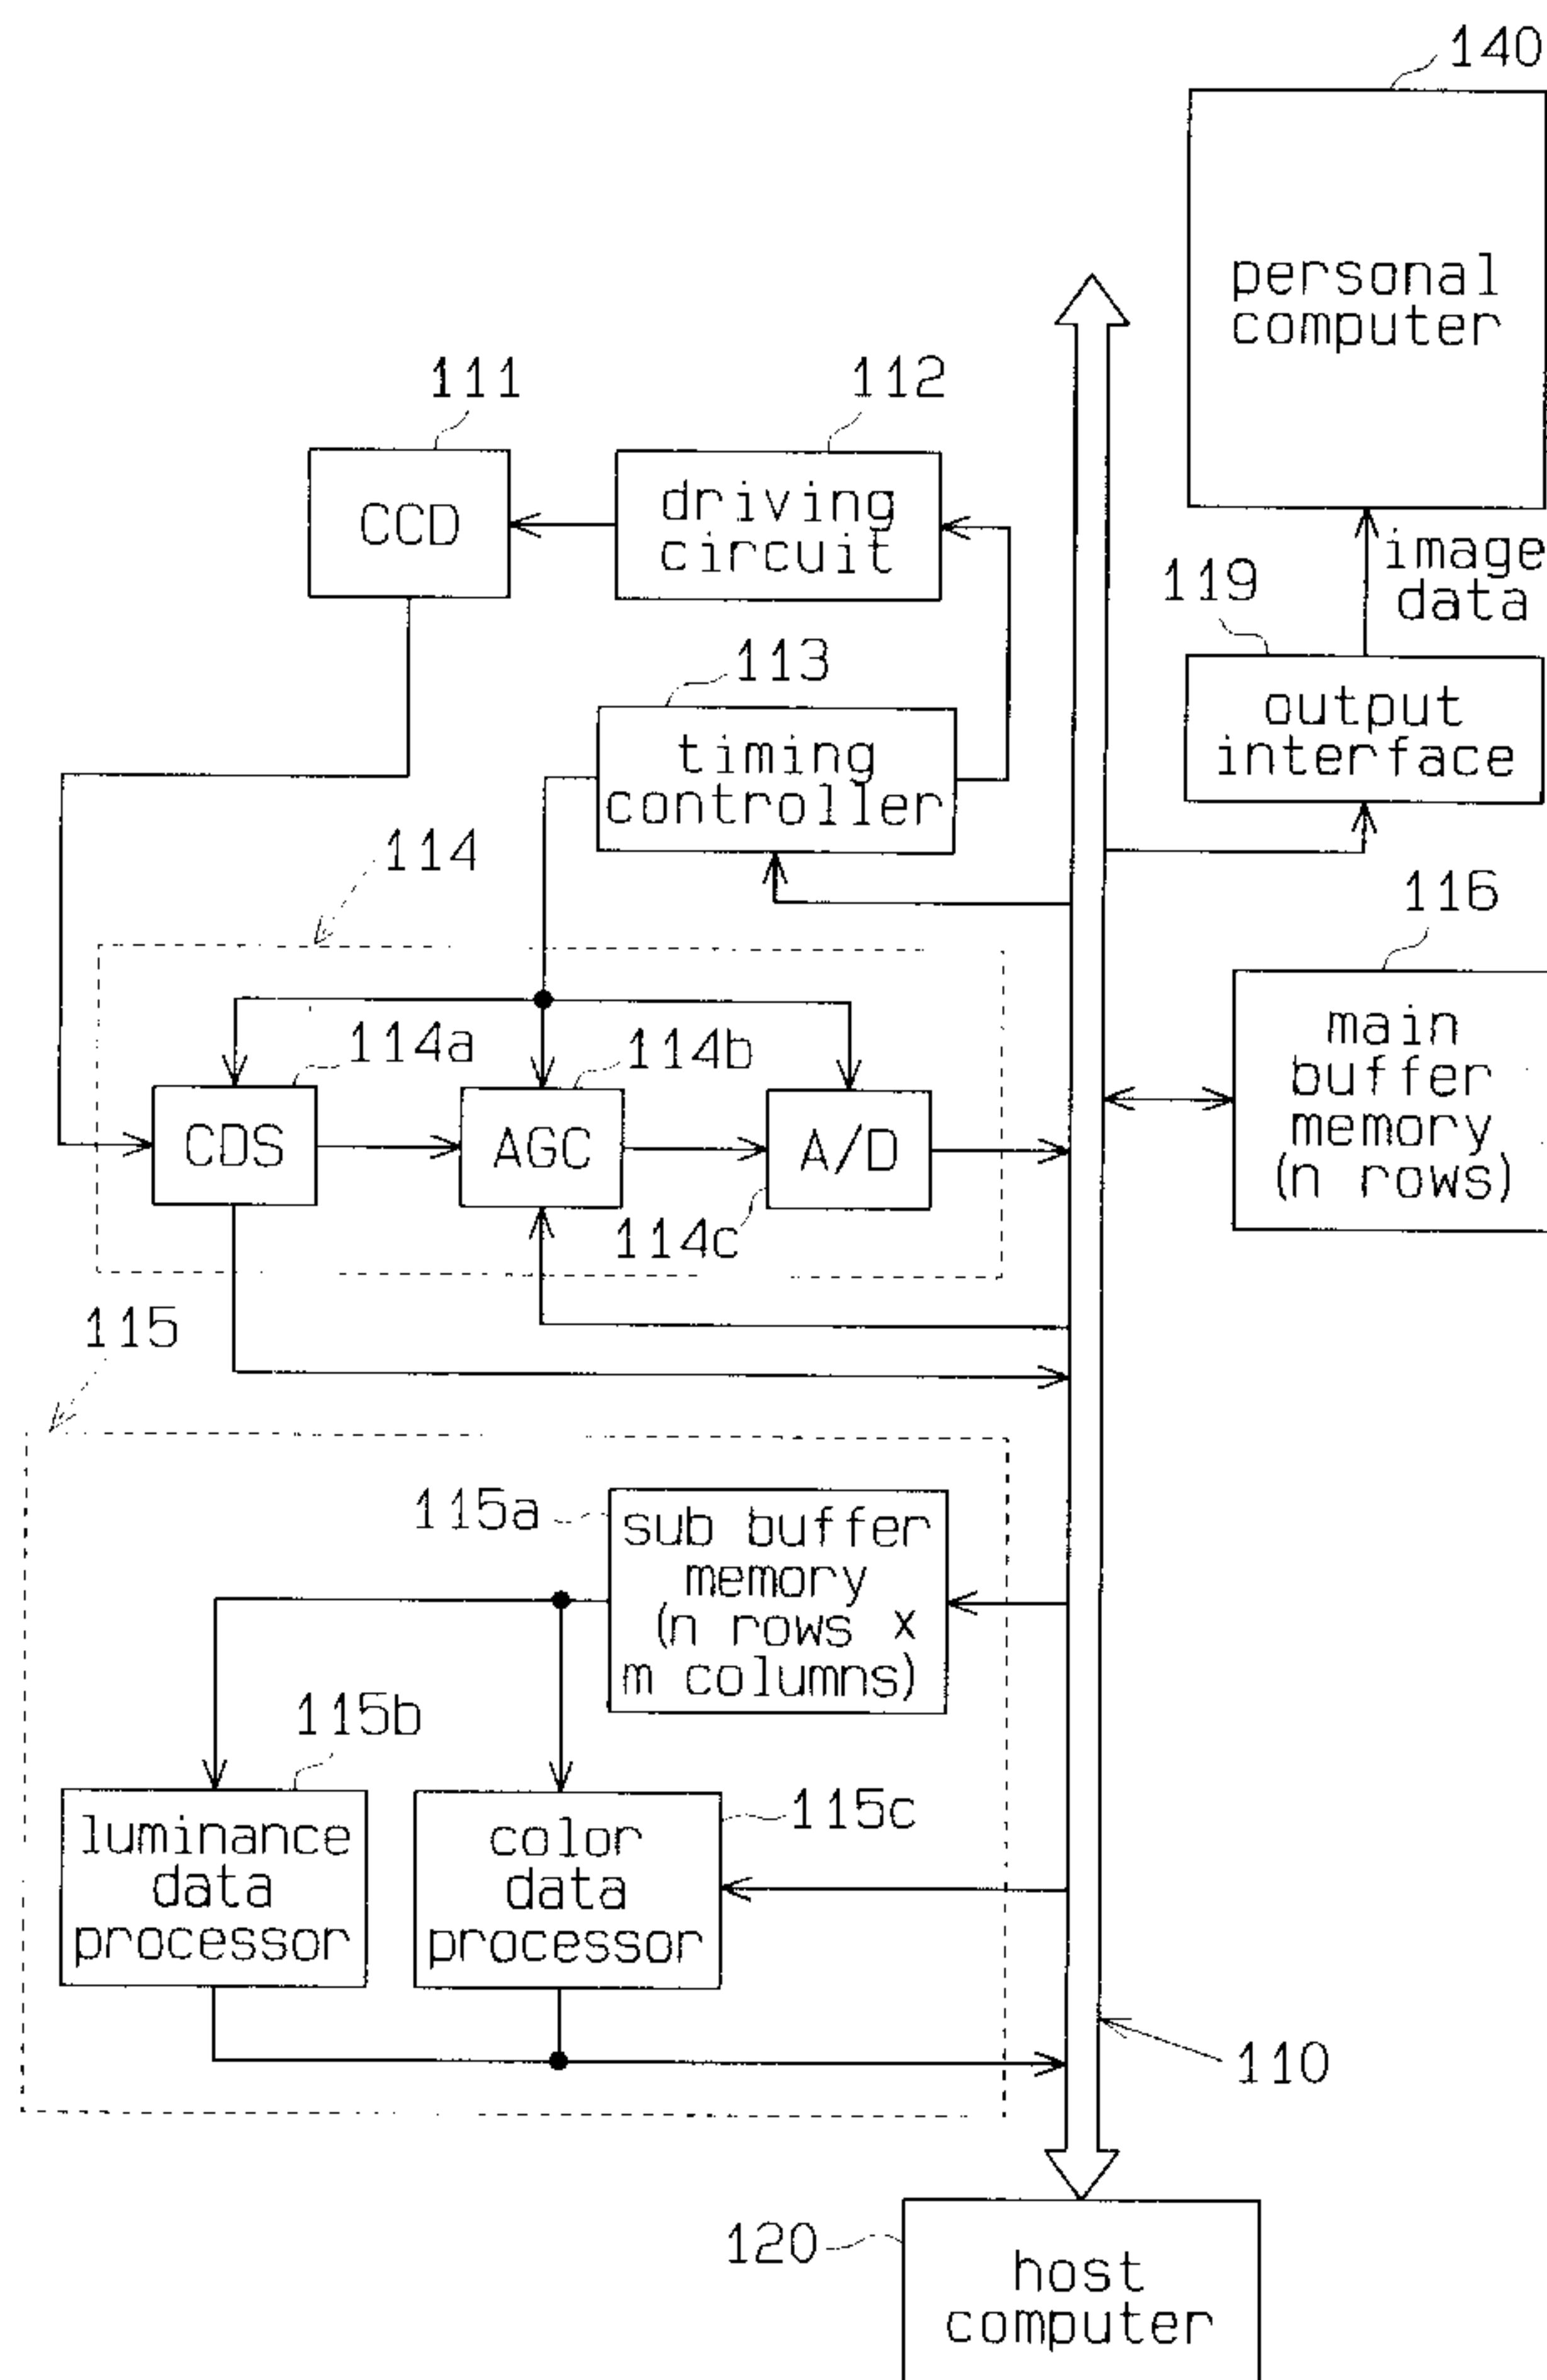 140
personal
computer
111
112
CCD
driving
circuit
image
data
119
113
output
interface
timing
controller
114
116
main
buffer
memory
(n rows)
114a
114b
CDS
AGC
A/D
114c
115
115a
sub buffer
memory
(n rows x
m columns)
115b
115c
luminance
data
processor
color
data
processor
110
120
host
computer